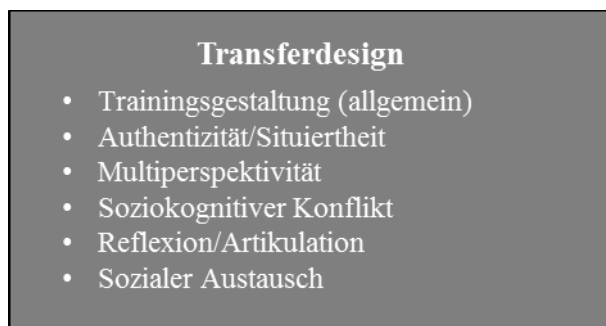 Transferdesign
• Trainingsgestaltung (allgemein)
• Authentizität/Situiertheit
• Multiperspektivität
• Soziokognitiver Konflikt
• Reflexion/Artikulation
• Sozialer Austausch